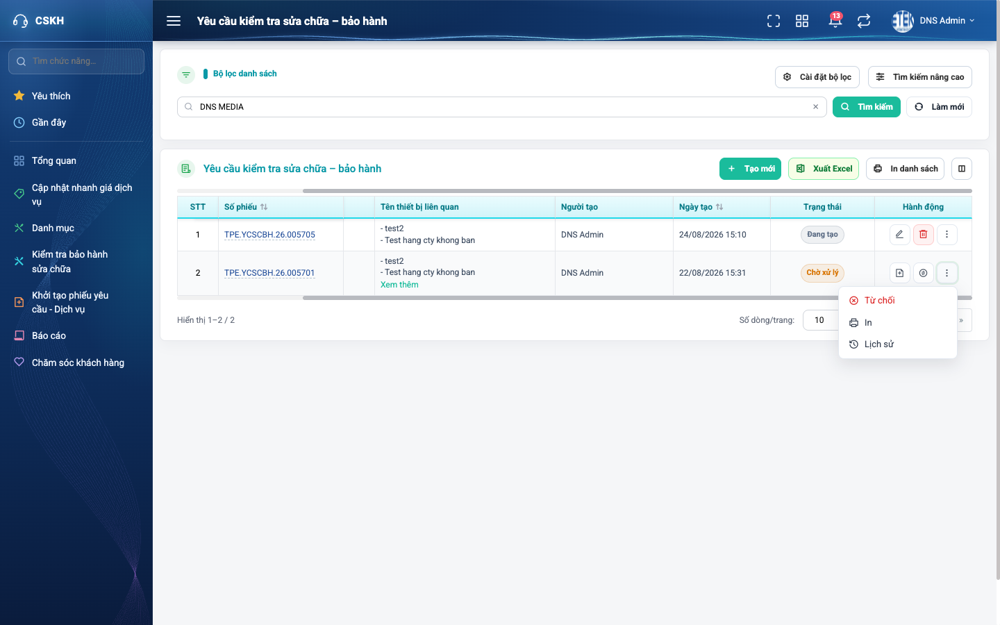 CSKH
Yêu cầu kiểm tra sửa chữa – bảo hành
13
DNS Admin
Tìm chức năng...
Yêu thích
Gần đây
Tổng quan
Cập nhật nhanh giá dịch
vụ
Danh mục
Kiểm tra bảo hành
sửa chữa
Khởi tạo phiếu yêu
cầu - Dịch vụ
Báo cáo
Chăm sóc khách hàng
Bộ lọc danh sách
Cài đặt bộ lọc
Tìm kiếm nâng cao
DNS MEDIA
Tìm kiếm
Làm mới
Yêu cầu kiểm tra sửa chữa – bảo hành
Tạo mới
Xuất Excel
In danh sách
STT Số phiếu Tên thiết bị liên quan Người tạo Ngày tạo Trạng thái Hành động
1 TPE.YCSCBH.26.005705 - test2
- Test hang cty khong ban DNS Admin 24/08/2026 15:10 Đang tạo
2 TPE.YCSCBH.26.005701 - test2
- Test hang cty khong ban DNS Admin 22/08/2026 15:31 Chờ xử lý
Xem thêm
Từ chối
In
Lịch sử
Hiển thị 1–2 / 2
Số dòng/trang: 10 »